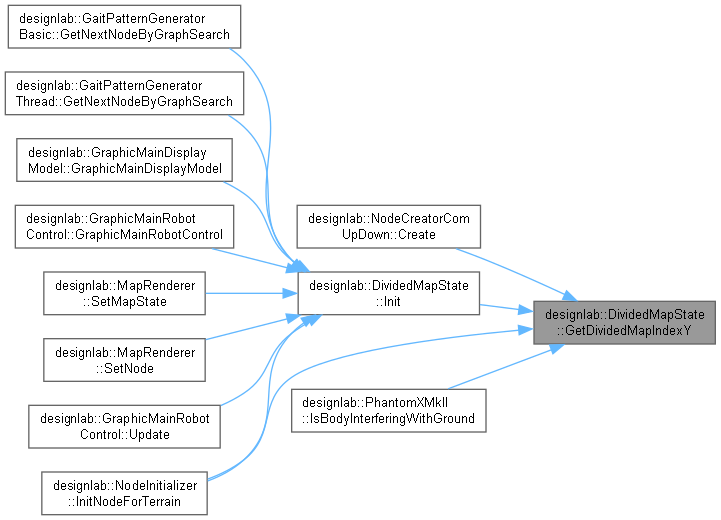 designlab::GaitPatternGenerator
Basic::GetNextNodeByGraphSearch
designlab::GaitPatternGenerator
Thread::GetNextNodeByGraphSearch
designlab::GraphicMainDisplay
Model::GraphicMainDisplayModel
designlab::GraphicMainRobot
Control::GraphicMainRobotControl
designlab::MapRenderer
::SetMapState
designlab::MapRenderer
::SetNode
designlab::GraphicMainRobot
Control::Update
designlab::NodeInitializer
::InitNodeForTerrain
designlab::NodeCreatorCom
UpDown::Create
designlab::DividedMapState
::Init
designlab::PhantomXMkII
::IsBodyInterferingWithGround
designlab::DividedMapState
::GetDividedMapIndexY